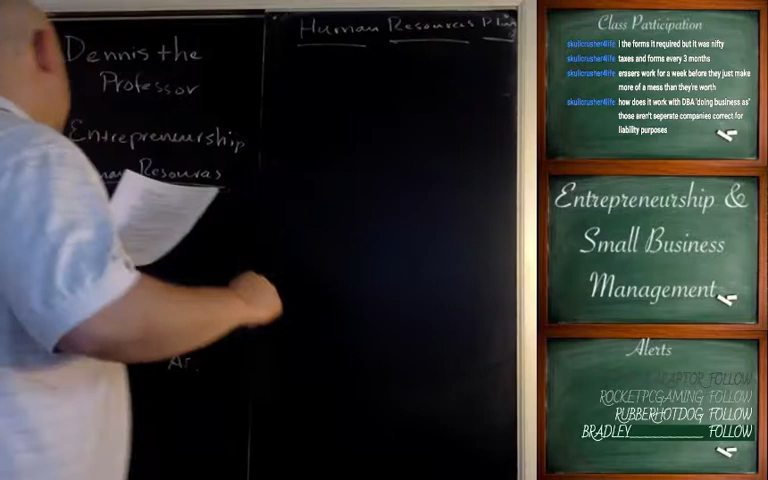 Dennis the
Professor
Entrepreneurship
Resources
Ar.
Human Resources Plan
Class Participation
skullcrusher4life I the forms it required but it was nifty
skullcrusher4life taxes and forms every 3 months
skullcrusher4life erasers work for a week before they just make
more of a mess than they're worth
skullcrusher4life how does it work with DBA 'doing business as"
those aren't seperate companies correct for
liability purposes
Entrepreneurship &
Small Business
Management
Alerts
FOLLOW
ROCKETPCGAMING FOLLOW
RUBBERHOTDOG FOLLOW
BRADLEY____________ FOLLOW